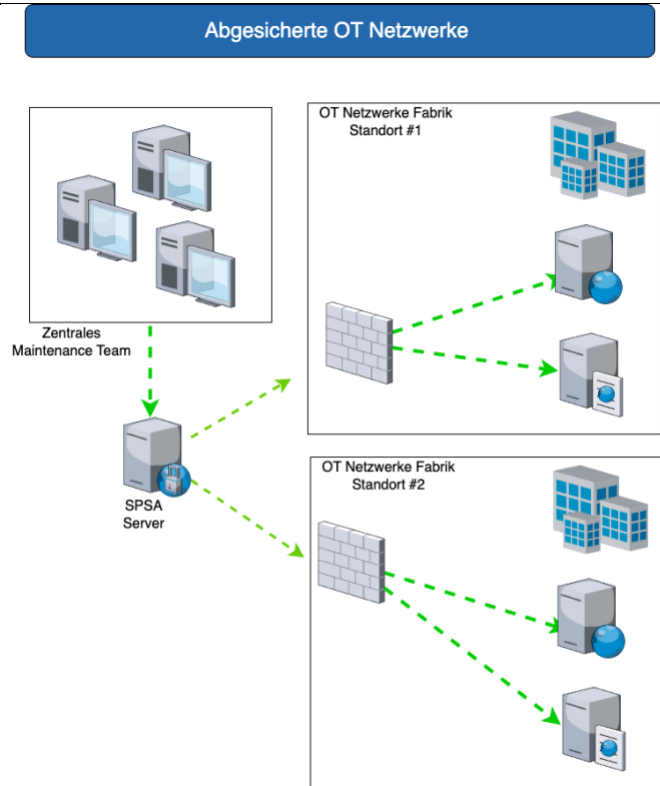 Abgesicherte OT Netzwerke
OT Netzwerke Fabrik
Standort #1
Zentrales
Maintenance Team
SPSA
Server
OT Netzwerke Fabrik
Standort #2